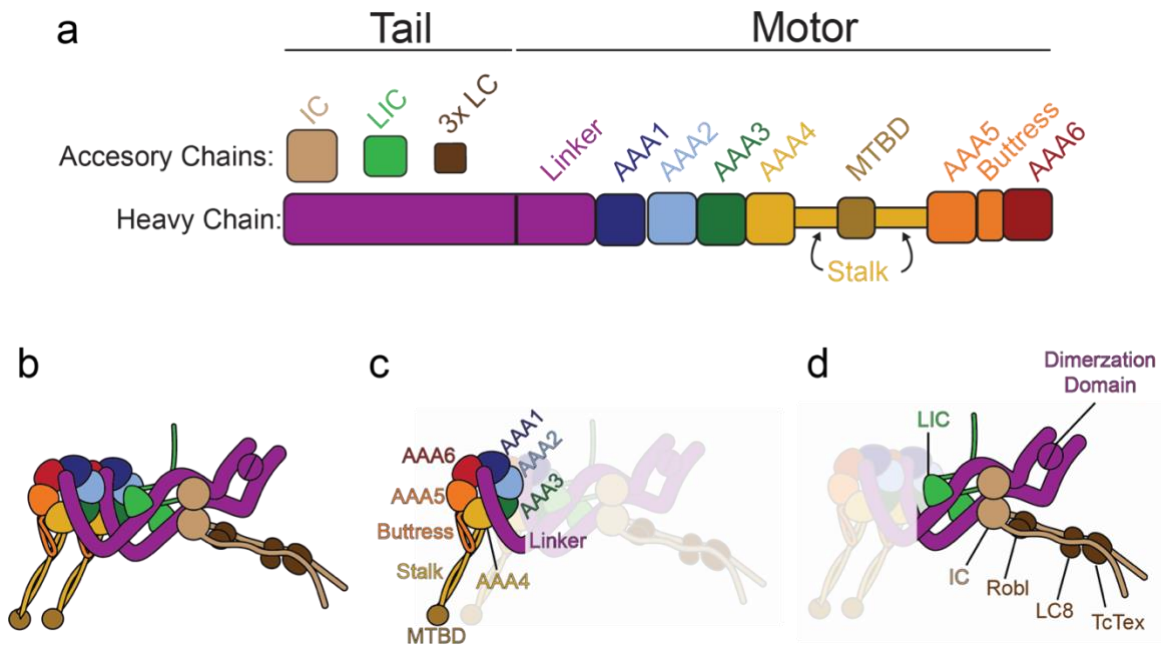 a
Tail
Motor
IC
LIC
3x LC
Linker
AAA1
AAA2
AAA3
AAA4
MTBD
AAA5
Buttress
AAA6
Accesory Chains:
Heavy Chain:
Stalk
b
c
AAA1
AAA2
AAA3
AAA6
AAA5
Buttress
Linker
Stalk
AAA4
MTBD
d
Dimerzation
Domain
LIC
IC
Robl
LC8
TcTex